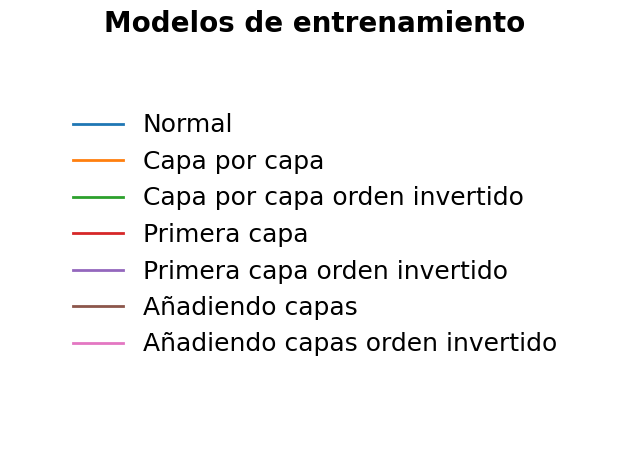 Modelos de entrenamiento
Normal
Capa por capa
Capa por capa orden invertido
Primera capa
Primera capa orden invertido
Añadiendo capas
Añadiendo capas orden invertido